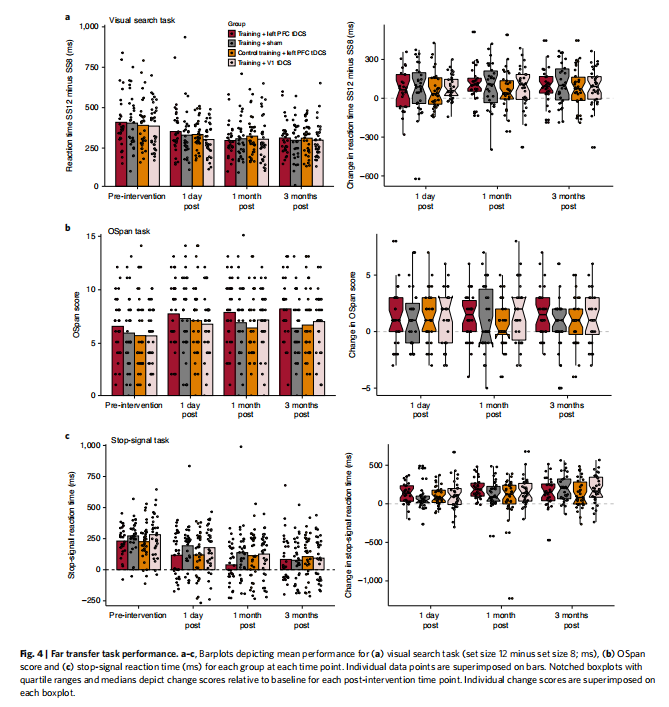 a
Visual search task
Group
Training + left PFC tDCS
Training + sham
Control training + left PFC tDCS
Training + V1 tDCS
Reaction time SS12 minus SS8 (ms)
1,000
750
500
250
0
Pre-intervention
1 day
post
1 month
post
3 months
post
Change in reaction time SS12 minus SS8 (ms)
300
0
−300
−600
1 day
post
1 month
post
3 months
post
b
OSpan task
OSpan score
15
10
5
0
Pre-intervention
1 day
post
1 month
post
3 months
post
Change in OSpan score
5
0
−5
1 day
post
1 month
post
3 months
post
c
Stop-signal task
Stop-signal reaction time (ms)
1,000
750
500
250
0
−250
Pre-intervention
1 day
post
1 month
post
3 months
post
Change in stop-signal reaction time (ms)
500
0
−500
−1,000
1 day
post
1 month
post
3 months
post
Fig. 4 | Far transfer task performance. a–c, Barplots depicting mean performance for (a) visual search task (set size 12 minus set size 8; ms), (b) OSpan
score and (c) stop-signal reaction time (ms) for each group at each time point. Individual data points are superimposed on bars. Notched boxplots with
quartile ranges and medians depict change scores relative to baseline for each post-intervention time point. Individual change scores are superimposed on
each boxplot.